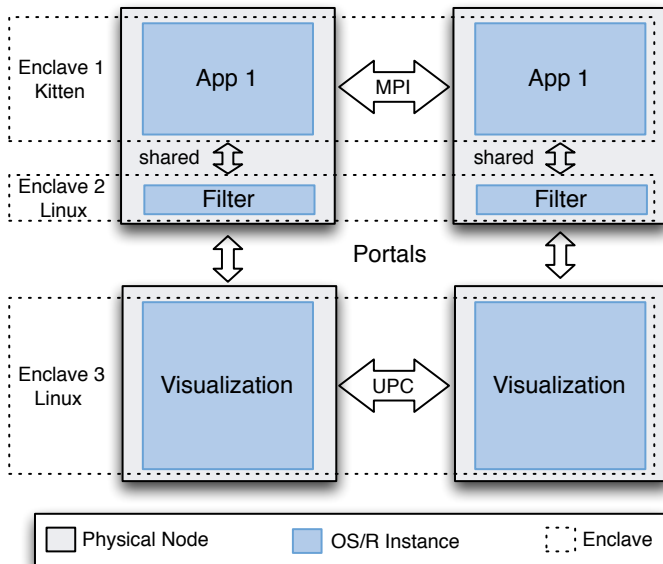 Enclave 1
Kitten
App 1
MPI
App 1
shared
shared
Enclave 2
Linux
Filter
Filter
Portals
Enclave 3
Linux
Visualization
UPC
Visualization
Physical Node
OS/R Instance
Enclave